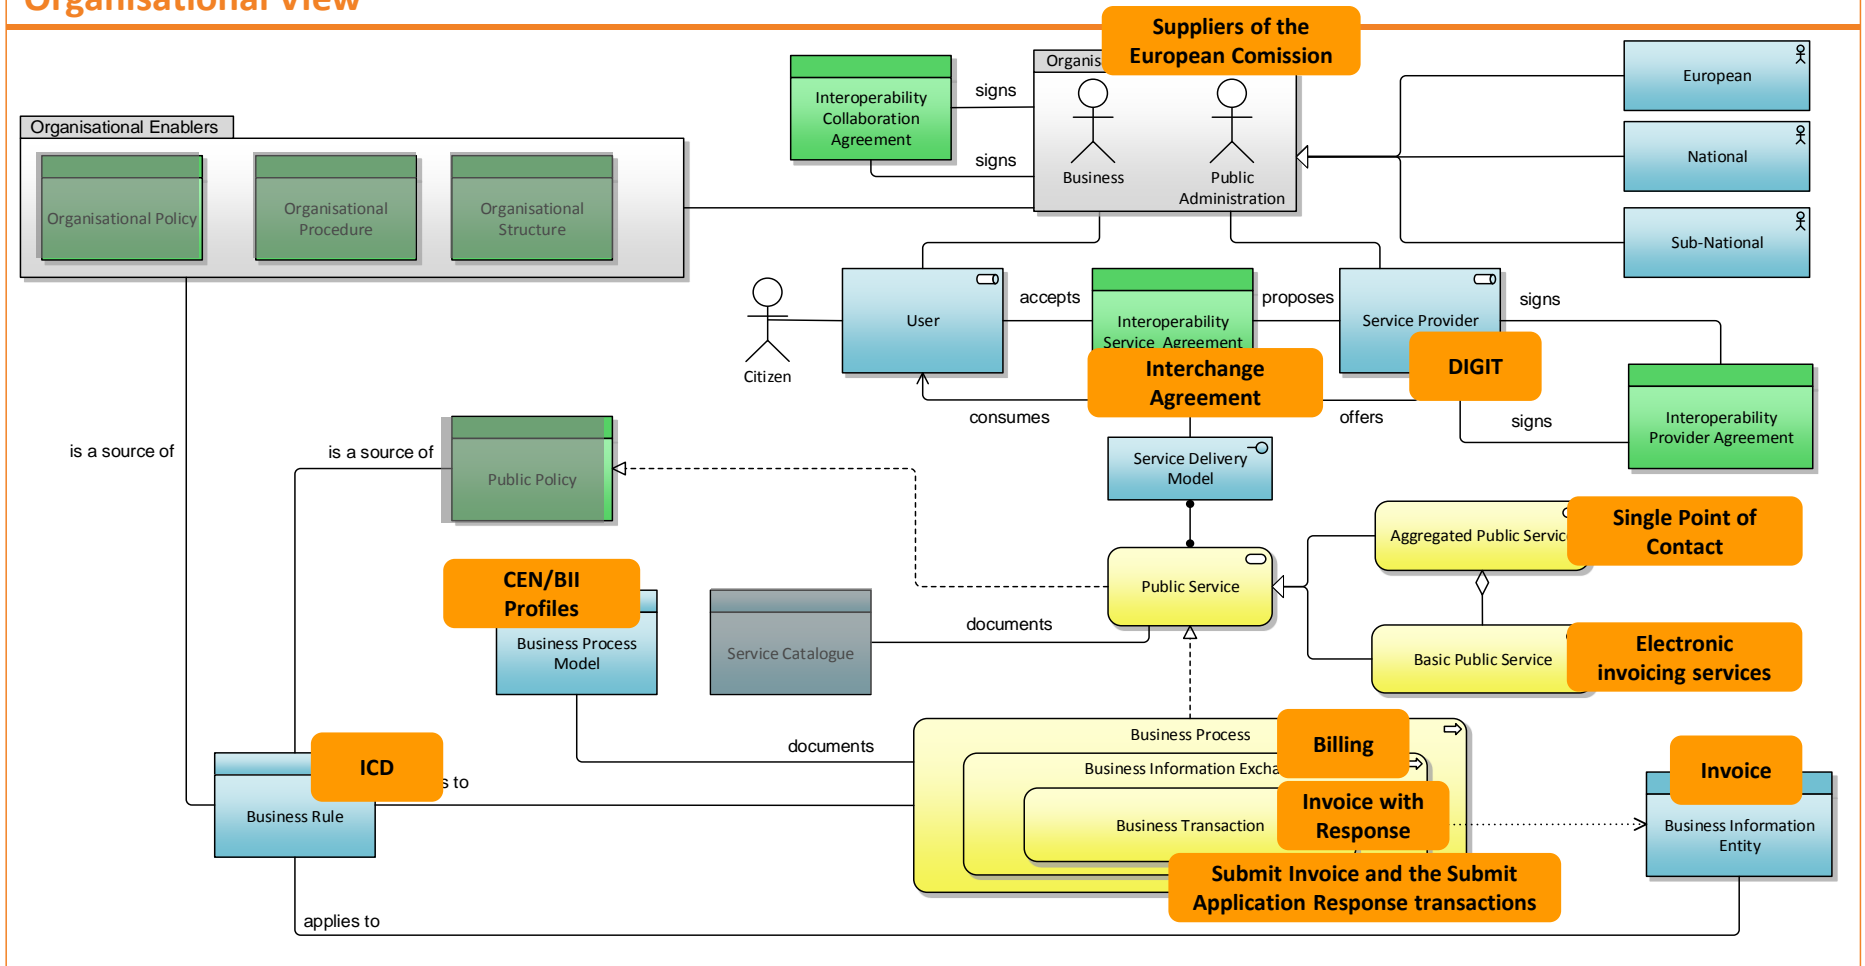 Organisational View
Suppliers of the
European Comission
Organis
Business
Public
Administration
signs
signs
Interoperability
Collaboration
Agreement
European
National
Sub-National
Organisational Enablers
Organisational Policy
Organisational
Procedure
Organisational
Structure
Citizen
User
accepts
Interoperability
Service Agreement
proposes
Service Provider
signs
Interchange
Agreement
DIGIT
consumes
offers
signs
Interoperability
Provider Agreement
is a source of
is a source of
Public Policy
Service Delivery
Model
Public Service
Aggregated Public Servic
Single Point of
Contact
Basic Public Service
Electronic
invoicing services
CEN/BII
Profiles
Business Process
Model
Service Catalogue
documents
documents
Business Process
Billing
Business Information Excha
Invoice with
Response
Business Transaction
Submit Invoice and the Submit
Application Response transactions
Invoice
Business Information
Entity
ICD
s to
Business Rule
applies to